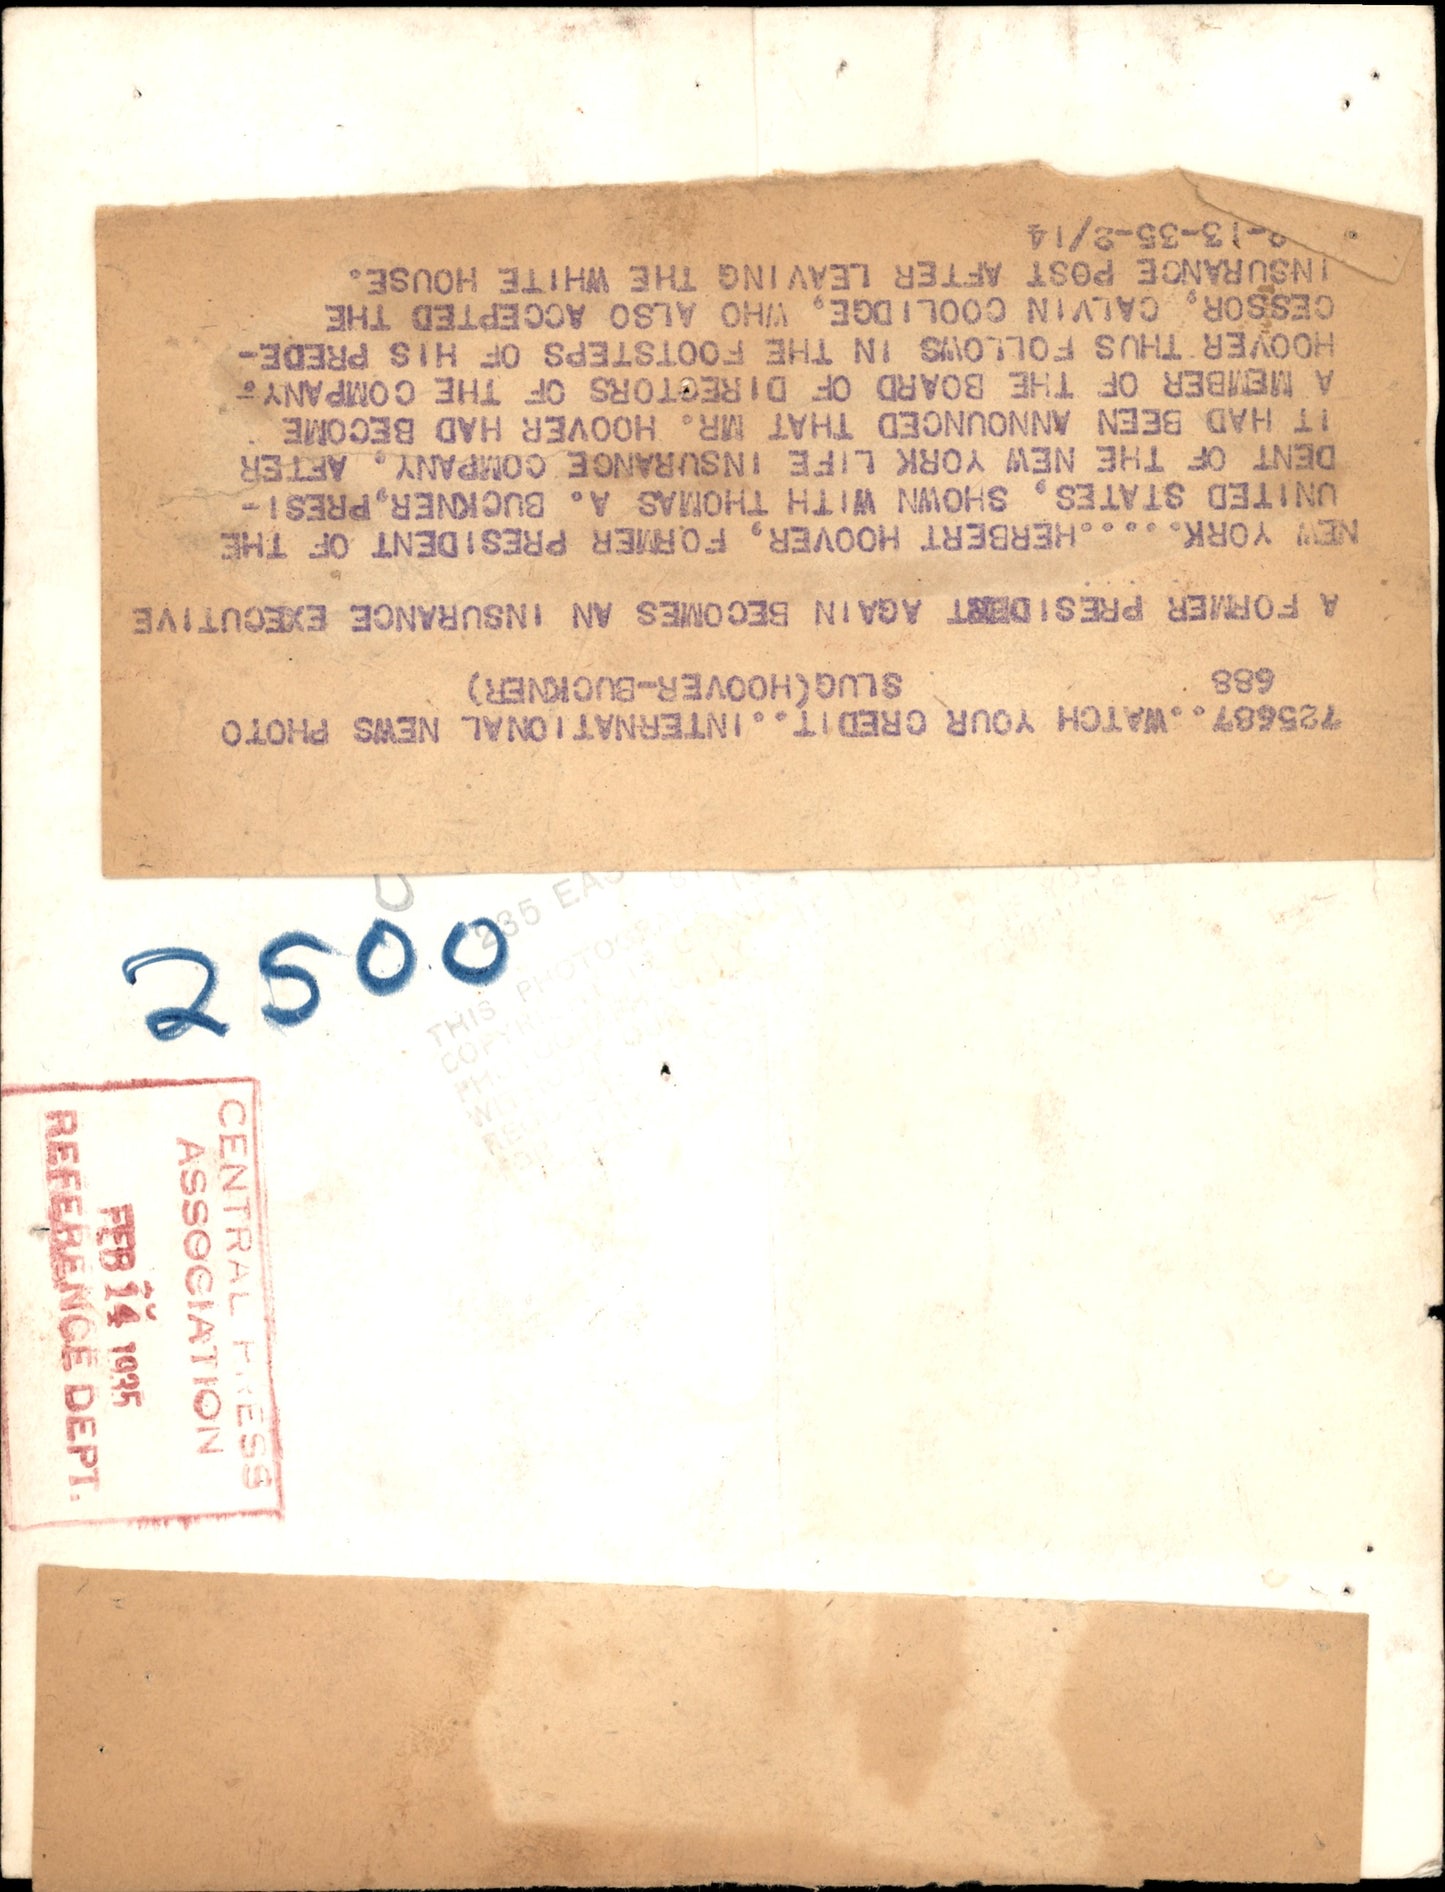 725687..WATCH YOUR CREDIT..INTERNATIONAL NEWS PHOTO
688 SLUG(HOOVER-BUCKNER)
A FORMER PRESIDENT AGAIN BECOMES AN INSURANCE EXECUTIVE
NEW YORK.....HERBERT HOOVER, FORMER PRESIDENT OF THE
UNITED STATES, SHOWN WITH THOMAS A. BUCKNER,PRESI-
DENT OF THE NEW YORK LIFE INSURANCE COMPANY, AFTER
IT HAD BEEN ANNOUNCED THAT MR. HOOVER HAD BECOME
A MEMBER OF THE BOARD OF DIRECTORS OF THE COMPANY.-
HOOVER THUS FOLLOWS IN THE FOOTSTEPS OF HIS PREDE-
CESSOR, CALVIN COOLIDGE, WHO ALSO ACCEPTED THE
INSURANCE POST AFTER LEAVING THE WHITE HOUSE.
2-13-35-2/14
2500
235 EAS
THIS PHOTOGRAPH
CENTRAL PRESS
ASSOCIATION
FEB 14 1935
REFERENCE DEPT.